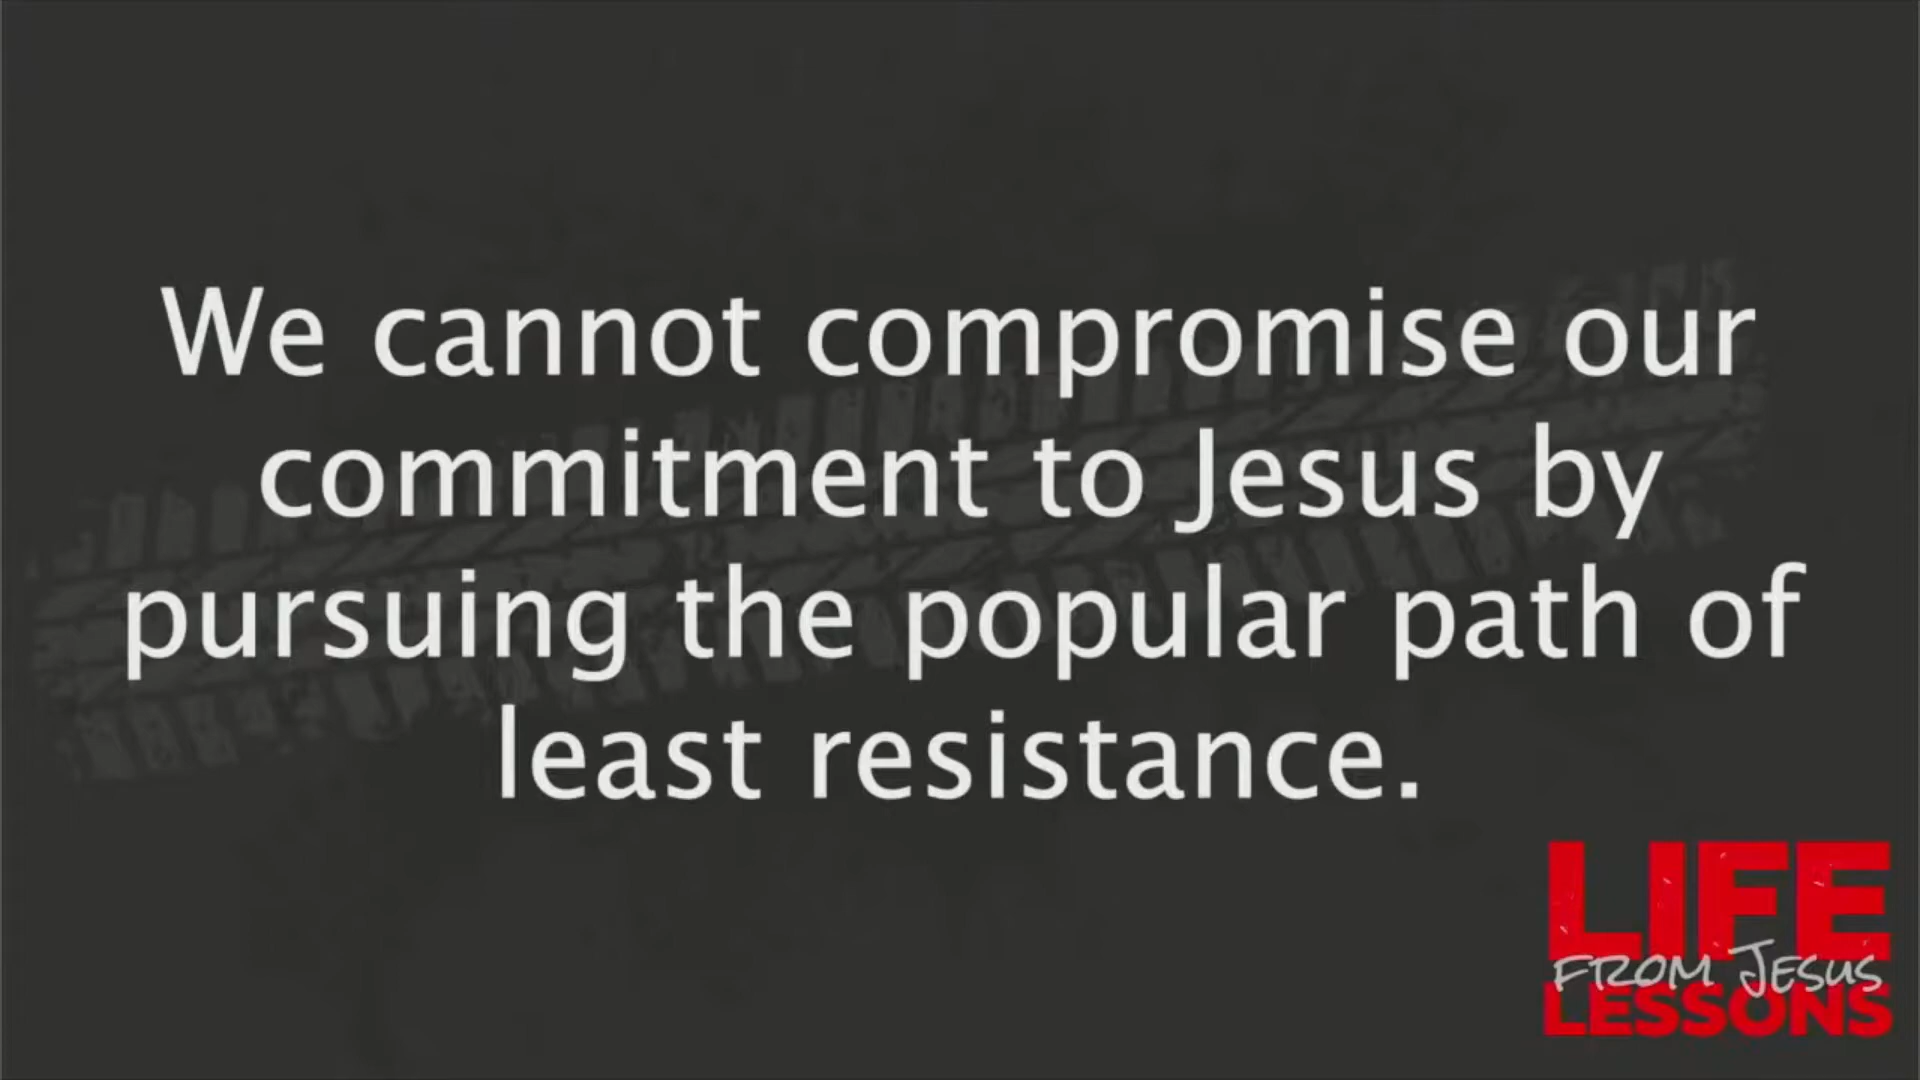 We cannot compromise our
commitment to Jesus by
pursuing the popular path of
least resistance.
LIFE
FROM JESUS
LESSONS